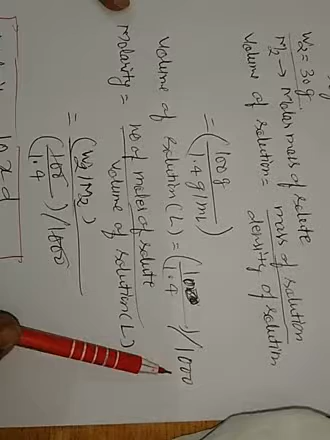 W₂ = 30 g
M₂ → Molar mass of solute
Volume of solution = mass of solution / density of solution
= (100 g / 1.4 g/mL)
Volume of solution (L) = (100 / 1.4) / 1000
Molarity = no of moles of solute / Volume of solution (L)
= (W₂/M₂) / (100 / 1.4) / 1000